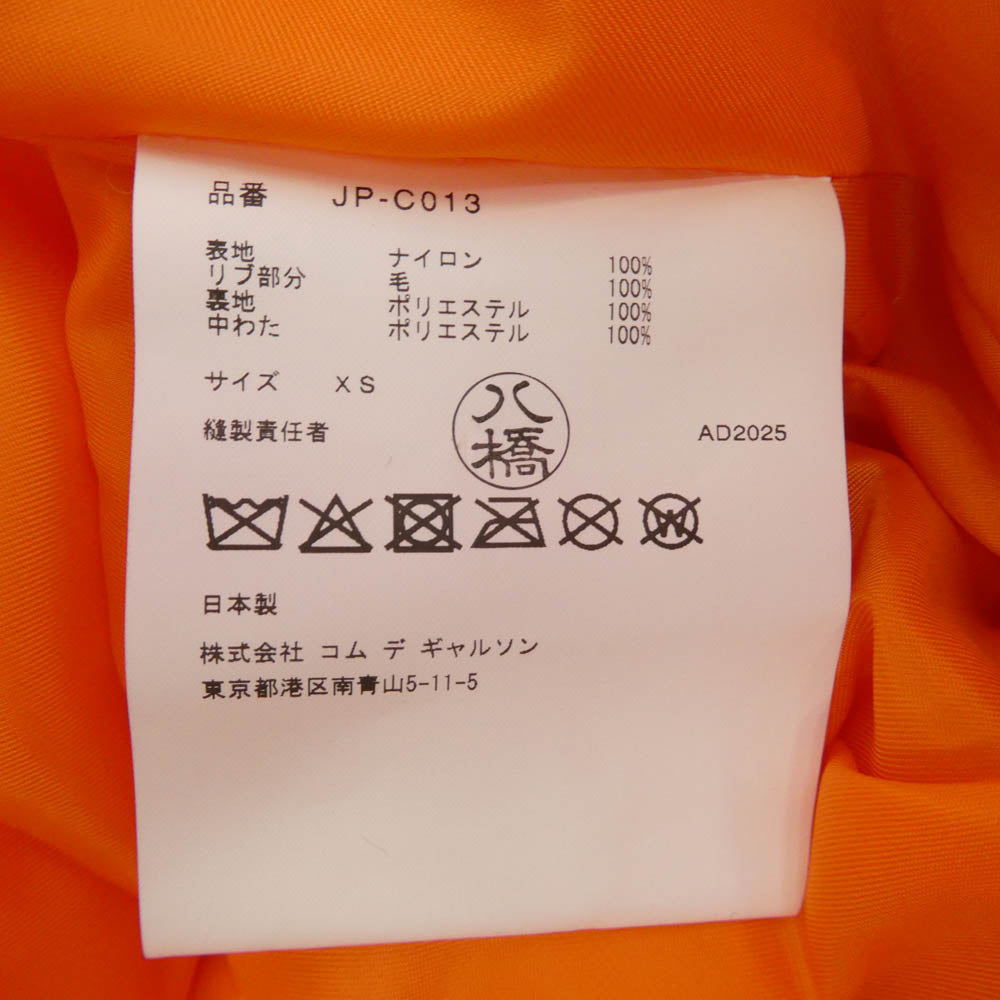 品番 JP-C013
表地 ナイロン 100%
リブ部分 毛 100%
裏地 ポリエステル 100%
中わた ポリエステル 100%
サイズ XS
縫製責任者 八橋 AD2025
W
日本製
株式会社 コム デ ギャルソン
東京都港区南青山5-11-5